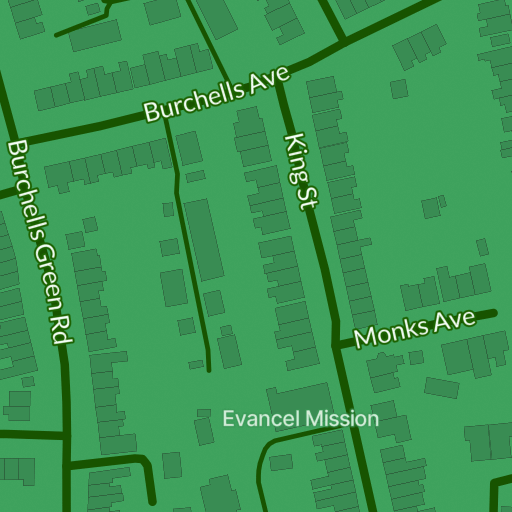 Burchells Ave
King St
Burchells Green Rd
Monks Ave
Evancel Mission